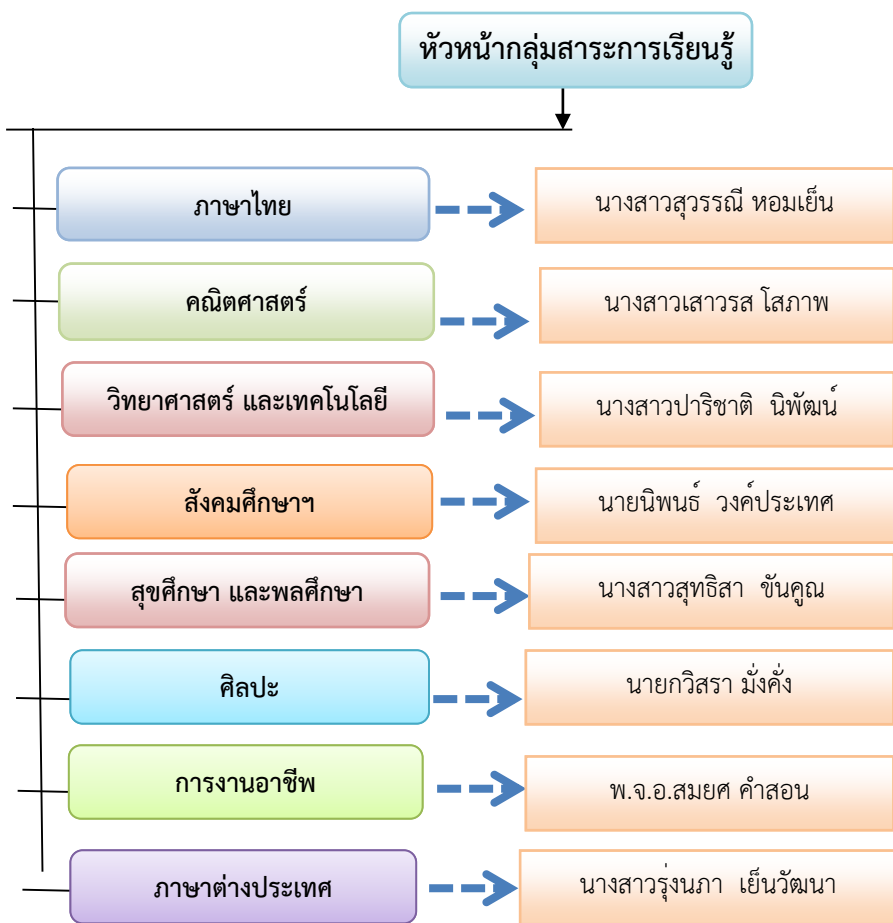 หัวหน้ากลุ่มสาระการเรียนรู้
ภาษาไทย
นางสาวสุวรรณี หอมเย็น
คณิตศาสตร์
นางสาวเสาวรส โสภาพ
วิทยาศาสตร์ และเทคโนโลยี
นางสาวปาริชาติ นิพัฒน์
สังคมศึกษาฯ
นายนิพนธ์ วงค์ประเทศ
สุขศึกษา และพลศึกษา
นางสาวสุทธิสา ขันคูณ
ศิลปะ
นายกวิสรา มั่งคั่ง
การงานอาชีพ
พ.จ.อ.สมยศ คำสอน
ภาษาต่างประเทศ
นางสาวรุ่งนภา เย็นวัฒนา